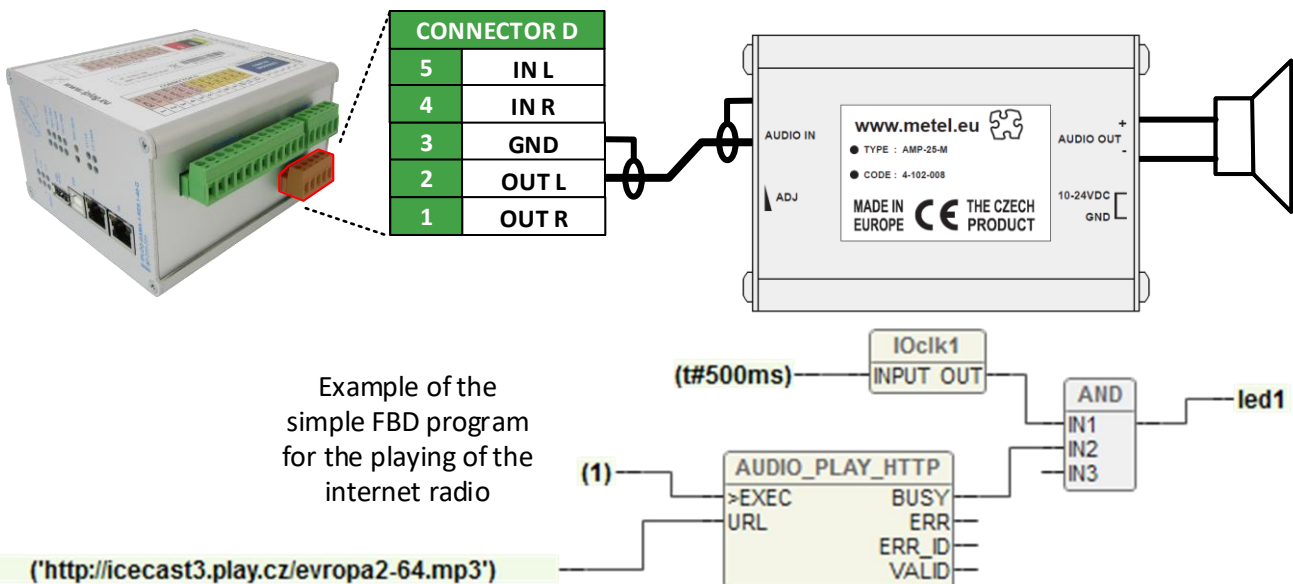 CONNECTOR D
5 IN L
4 IN R
3 GND
2 OUT L
1 OUT R
AUDIO IN
ADJ
www.metel.eu
TYPE : AMP-25-M
CODE : 4-102-008
MADE IN
EUROPE
CE
THE CZECH
PRODUCT
+
AUDIO OUT
-
10-24VDC
GND
Example of the
simple FBD program
for the playing of the
internet radio
(t#500ms)
IOclk1
INPUT OUT
AND
IN1
IN2
IN3
led1
(1)
AUDIO_PLAY_HTTP
>EXEC BUSY
URL ERR
ERR_ID
VALID
('http://icecast3.play.cz/evropa2-64.mp3')